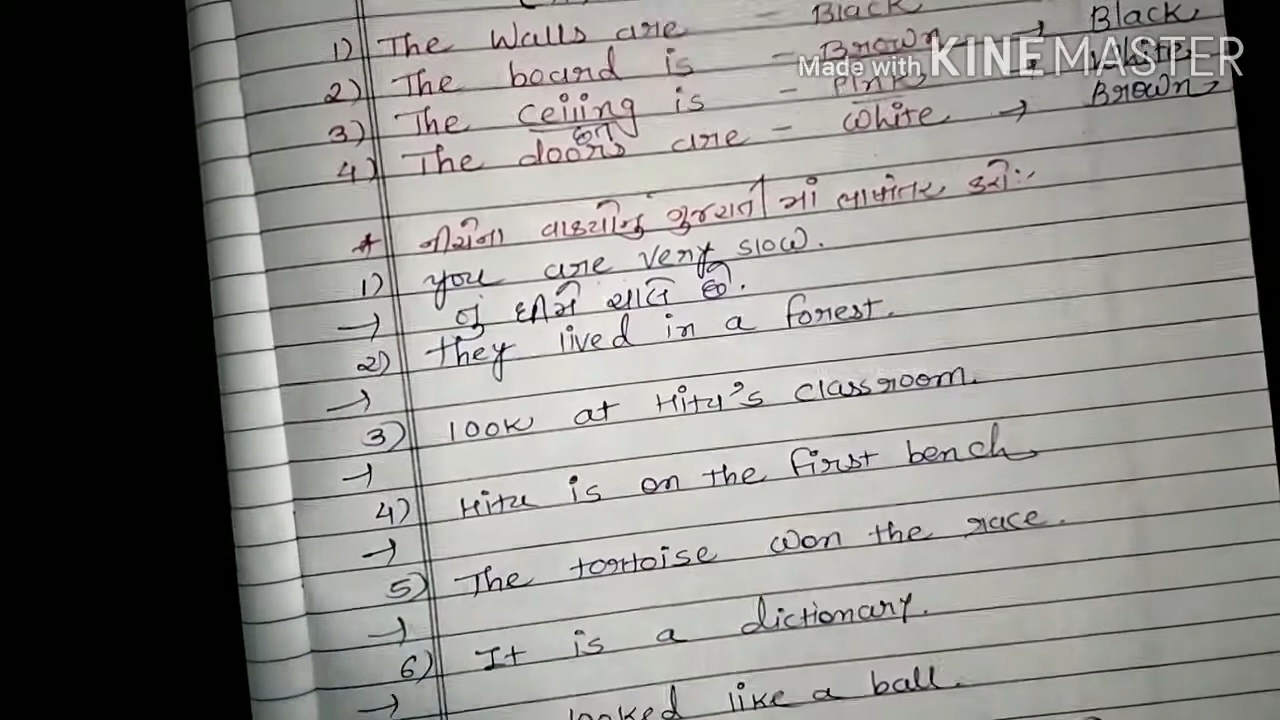 1) The Walls are - Black → Black
2) The board is - Brown → White
3) The ceiiing is - Pink → Brown
છત
4) The doors are - White →
Made with KINEMASTER
* નીચેના વાક્યોનું ગુજરાતી માં ભાષાંતર કરો:-
1) you are very slow.
→ તું ધીમે ચાલે છે.
2) they lived in a forest.
→
3) look at Hitu's classroom.
→
4) Hitu is on the first bench
→
5) The tortoise won the race.
→
6) It is a dictionary.
→
looked like a ball.